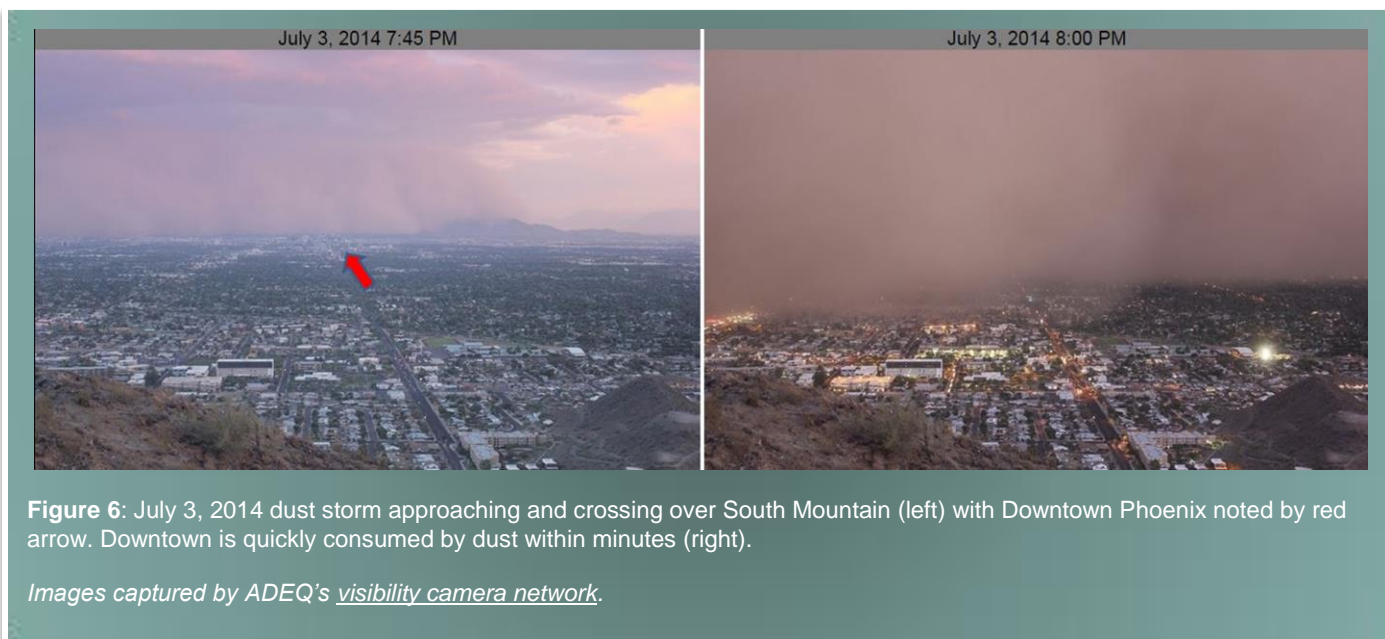 July 3, 2014 7:45 PM
July 3, 2014 8:00 PM
Figure 6: July 3, 2014 dust storm approaching and crossing over South Mountain (left) with Downtown Phoenix noted by red
arrow. Downtown is quickly consumed by dust within minutes (right).
Images captured by ADEQ’s visibility camera network.